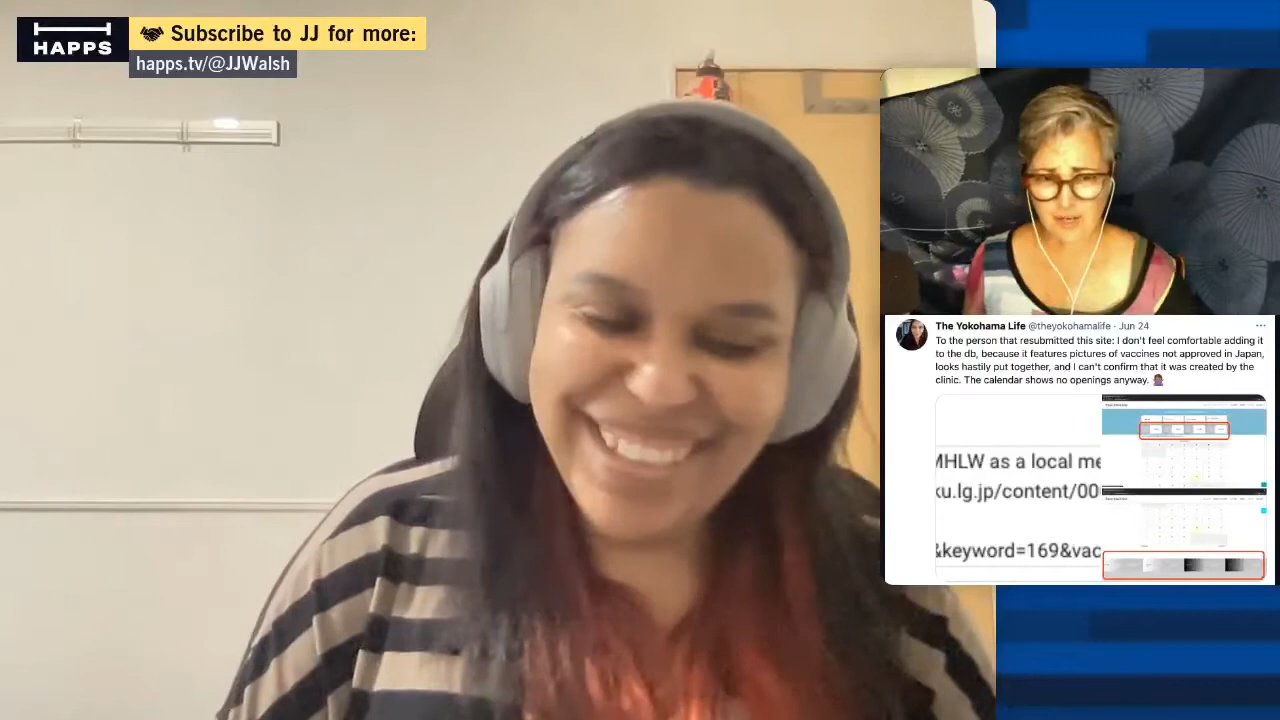 HAPPS
Subscribe to JJ for more:
happs.tv/@JJWalsh
The Yokohama Life @theyokohamalife · Jun 24
To the person that resubmitted this site: I don't feel comfortable adding it
to the db, because it features pictures of vaccines not approved in Japan,
looks hastily put together, and I can't confirm that it was created by the
clinic. The calendar shows no openings anyway.
MHLW as a local me
ku.lg.jp/content/00
&keyword=169&vac